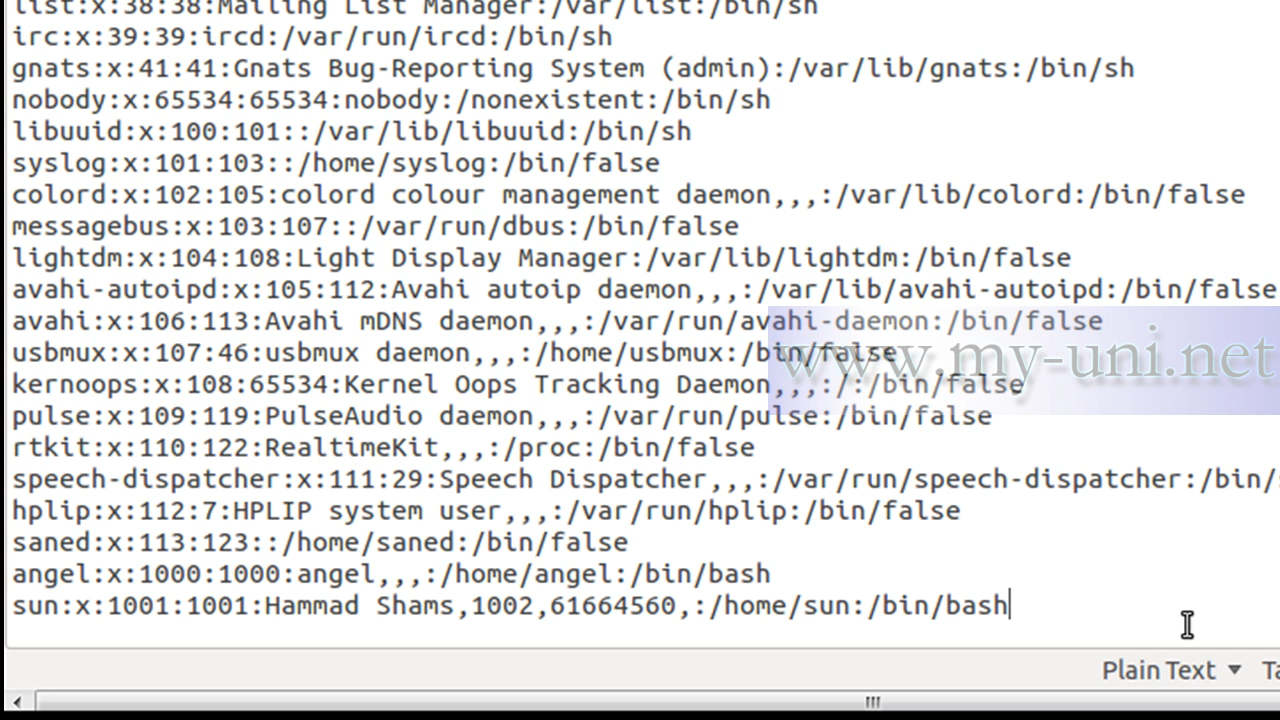 list:x:38:38:Mailing List Manager:/var/list:/bin/sh
irc:x:39:39:ircd:/var/run/ircd:/bin/sh
gnats:x:41:41:Gnats Bug-Reporting System (admin):/var/lib/gnats:/bin/sh
nobody:x:65534:65534:nobody:/nonexistent:/bin/sh
libuuid:x:100:101::/var/lib/libuuid:/bin/sh
syslog:x:101:103::/home/syslog:/bin/false
colord:x:102:105:colord colour management daemon,,,:/var/lib/colord:/bin/false
messagebus:x:103:107::/var/run/dbus:/bin/false
lightdm:x:104:108:Light Display Manager:/var/lib/lightdm:/bin/false
avahi-autoipd:x:105:112:Avahi autoip daemon,,,:/var/lib/avahi-autoipd:/bin/false
avahi:x:106:113:Avahi mDNS daemon,,,:/var/run/avahi-daemon:/bin/false
usbmux:x:107:46:usbmux daemon,,,:/home/usbmux:/bin/false
www.my-uni.net
kernoops:x:108:65534:Kernel Oops Tracking Daemon,,,:/:/bin/false
pulse:x:109:119:PulseAudio daemon,,,:/var/run/pulse:/bin/false
rtkit:x:110:122:RealtimeKit,,,:/proc:/bin/false
speech-dispatcher:x:111:29:Speech Dispatcher,,,:/var/run/speech-dispatcher:/bin/s
hplip:x:112:7:HPLIP system user,,,:/var/run/hplip:/bin/false
saned:x:113:123::/home/saned:/bin/false
angel:x:1000:1000:angel,,,:/home/angel:/bin/bash
sun:x:1001:1001:Hammad Shams,1002,61664560,:/home/sun:/bin/bash
Plain Text Ta